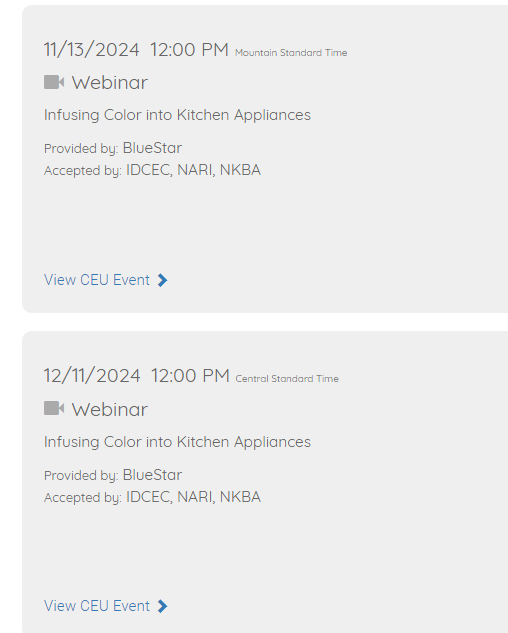 11/13/2024 12:00 PM Mountain Standard Time
Webinar
Infusing Color into Kitchen Appliances
Provided by: BlueStar
Accepted by: IDCEC, NARI, NKBA
View CEU Event
12/11/2024 12:00 PM Central Standard Time
Webinar
Infusing Color into Kitchen Appliances
Provided by: BlueStar
Accepted by: IDCEC, NARI, NKBA
View CEU Event